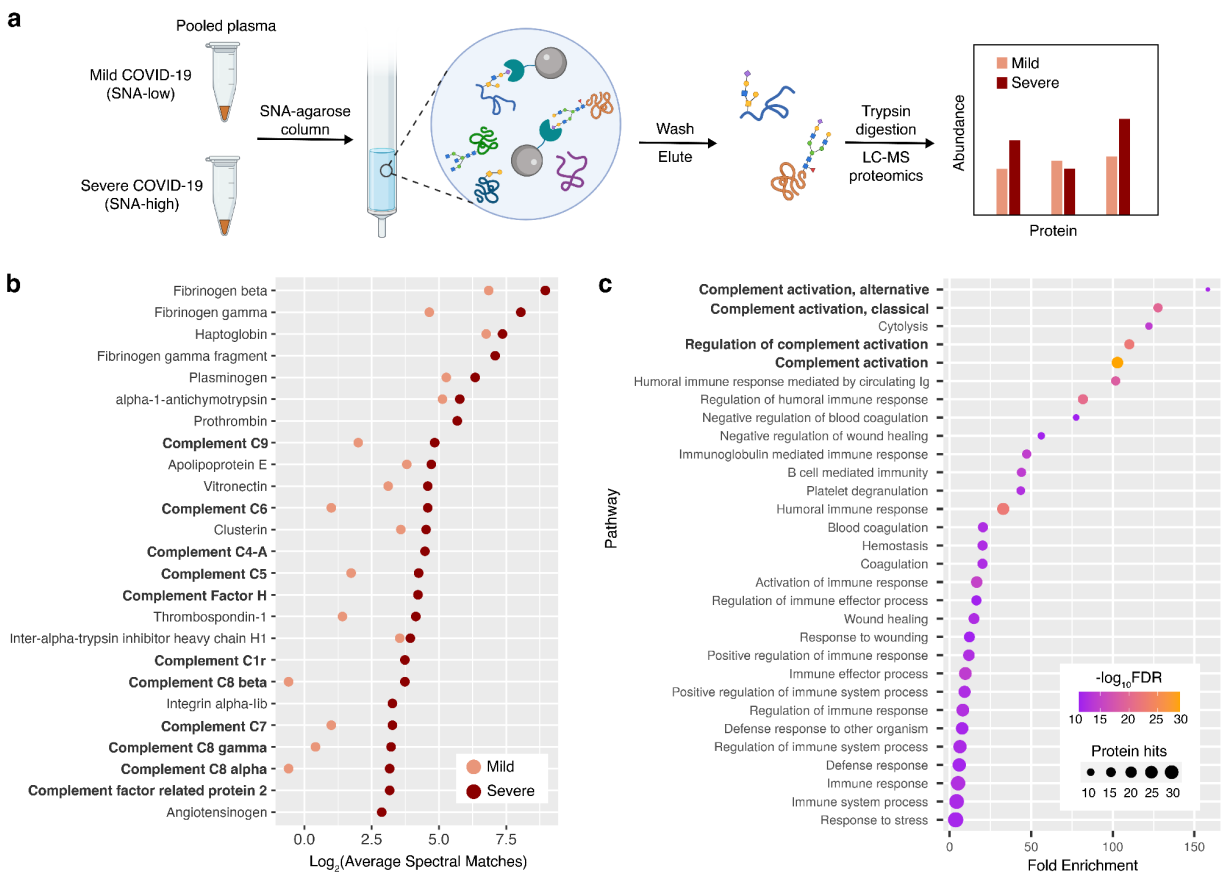 a
Pooled plasma
Mild COVID-19
(SNA-low)
Severe COVID-19
(SNA-high)
SNA-agarose
column
Wash
Elute
Trypsin
digestion
LC-MS
proteomics
Abundance
Mild
Severe
Protein
b
Fibrinogen beta
Fibrinogen gamma
Haptoglobin
Fibrinogen gamma fragment
Plasminogen
alpha-1-antichymotrypsin
Prothrombin
Complement C9
Apolipoprotein E
Vitronectin
Complement C6
Clusterin
Complement C4-A
Complement C5
Complement Factor H
Thrombospondin-1
Inter-alpha-trypsin inhibitor heavy chain H1
Complement C1r
Complement C8 beta
Integrin alpha-IIb
Complement C7
Complement C8 gamma
Complement C8 alpha
Complement factor related protein 2
Angiotensinogen
Mild
Severe
0.0 2.5 5.0 7.5
Log2(Average Spectral Matches)
c
Pathway
Complement activation, alternative
Complement activation, classical
Cytolysis
Regulation of complement activation
Complement activation
Humoral immune response mediated by circulating Ig
Regulation of humoral immune response
Negative regulation of blood coagulation
Negative regulation of wound healing
Immunoglobulin mediated immune response
B cell mediated immunity
Platelet degranulation
Humoral immune response
Blood coagulation
Hemostasis
Coagulation
Activation of immune response
Regulation of immune effector process
Wound healing
Response to wounding
Positive regulation of immune response
Immune effector process
Positive regulation of immune system process
Regulation of immune response
Defense response to other organism
Regulation of immune system process
Defense response
Immune response
Immune system process
Response to stress
-log10FDR
10 15 20 25 30
Protein hits
10 15 20 25 30
0 50 100 150
Fold Enrichment